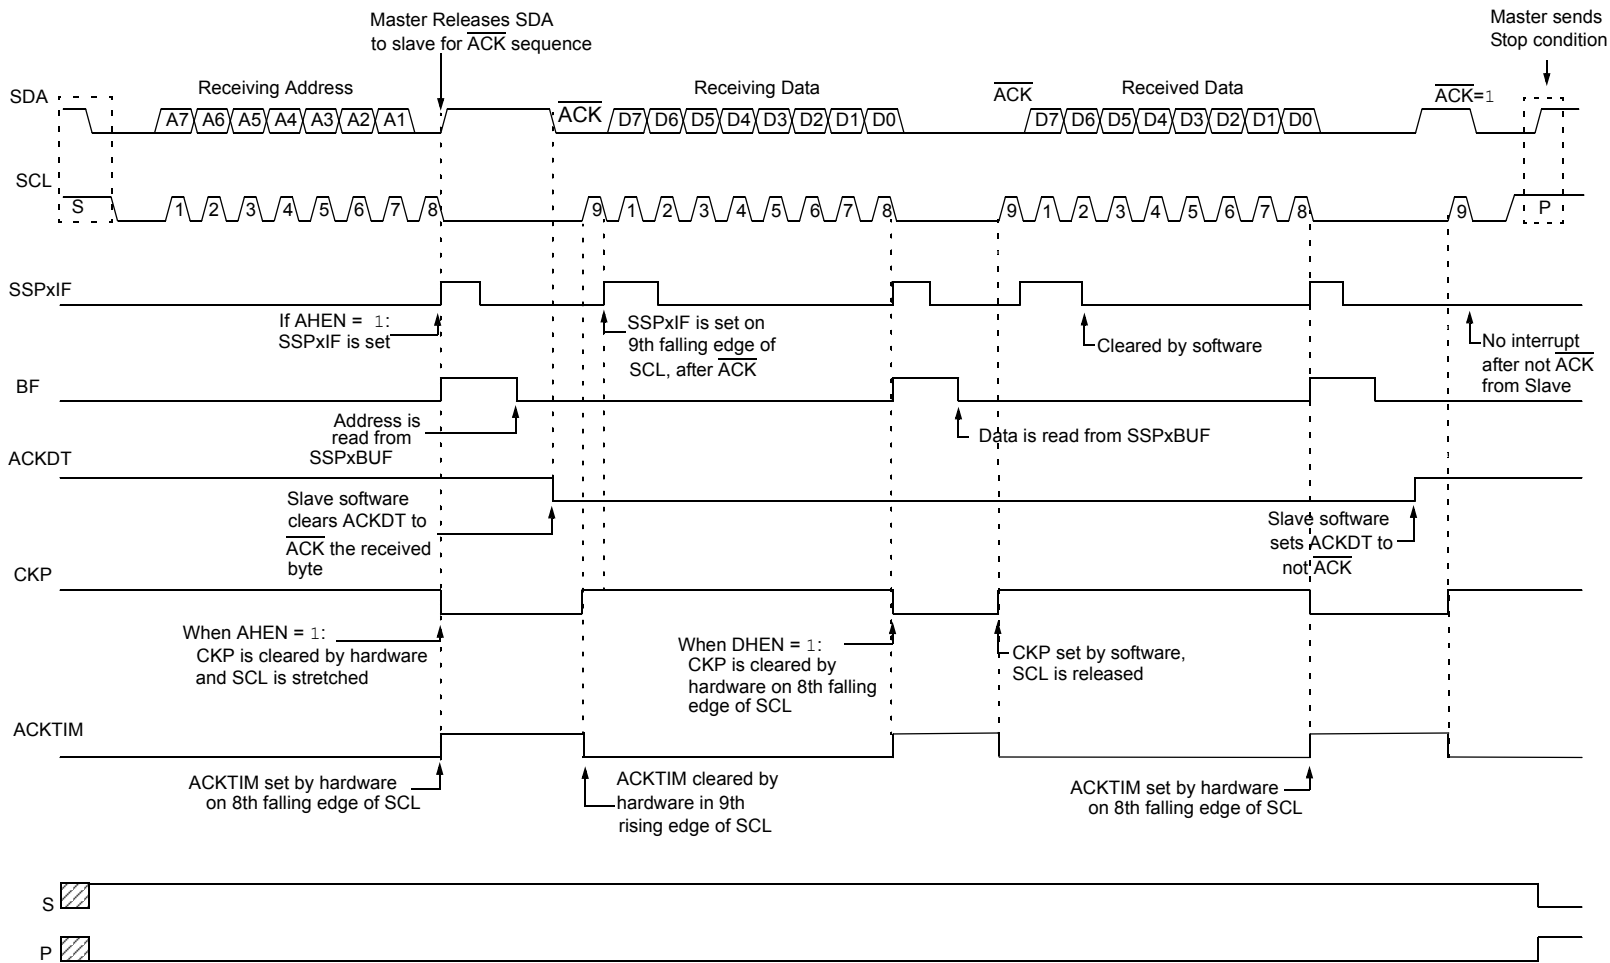 Master Releases SDA
to slave for ACK sequence
Master sends
Stop condition
SDA
Receiving Address
Receiving Data
Received Data
ACK
ACK
ACK=1
A7 A6 A5 A4 A3 A2 A1
D7 D6 D5 D4 D3 D2 D1 D0
D7 D6 D5 D4 D3 D2 D1 D0
SCL
S
1 2 3 4 5 6 7 8
9 1 2 3 4 5 6 7 8
9 1 2 3 4 5 6 7 8
9
P
SSPxIF
If AHEN = 1:
SSPxIF is set
SSPxIF is set on
9th falling edge of
SCL, after ACK
Cleared by software
No interrupt
after not ACK
from Slave
BF
Address is
read from
SSPxBUF
Data is read from SSPxBUF
ACKDT
Slave software
clears ACKDT to
ACK the received
byte
Slave software
sets ACKDT to
not ACK
CKP
When AHEN = 1:
CKP is cleared by hardware
and SCL is stretched
When DHEN = 1:
CKP is cleared by
hardware on 8th falling
edge of SCL
CKP set by software,
SCL is released
ACKTIM
ACKTIM set by hardware
on 8th falling edge of SCL
ACKTIM cleared by
hardware in 9th
rising edge of SCL
ACKTIM set by hardware
on 8th falling edge of SCL
S
P